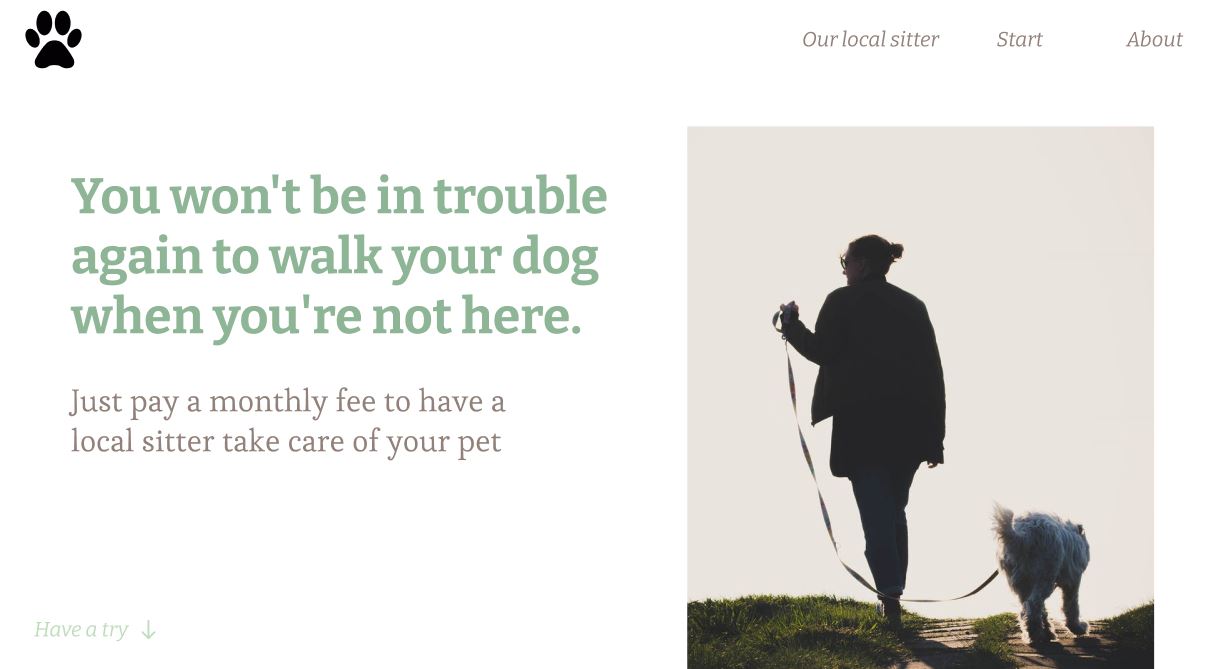 Our local sitter
Start
About
You won't be in trouble
again to walk your dog
when you're not here.
Just pay a monthly fee to have a
local sitter take care of your pet
Have a try ↓